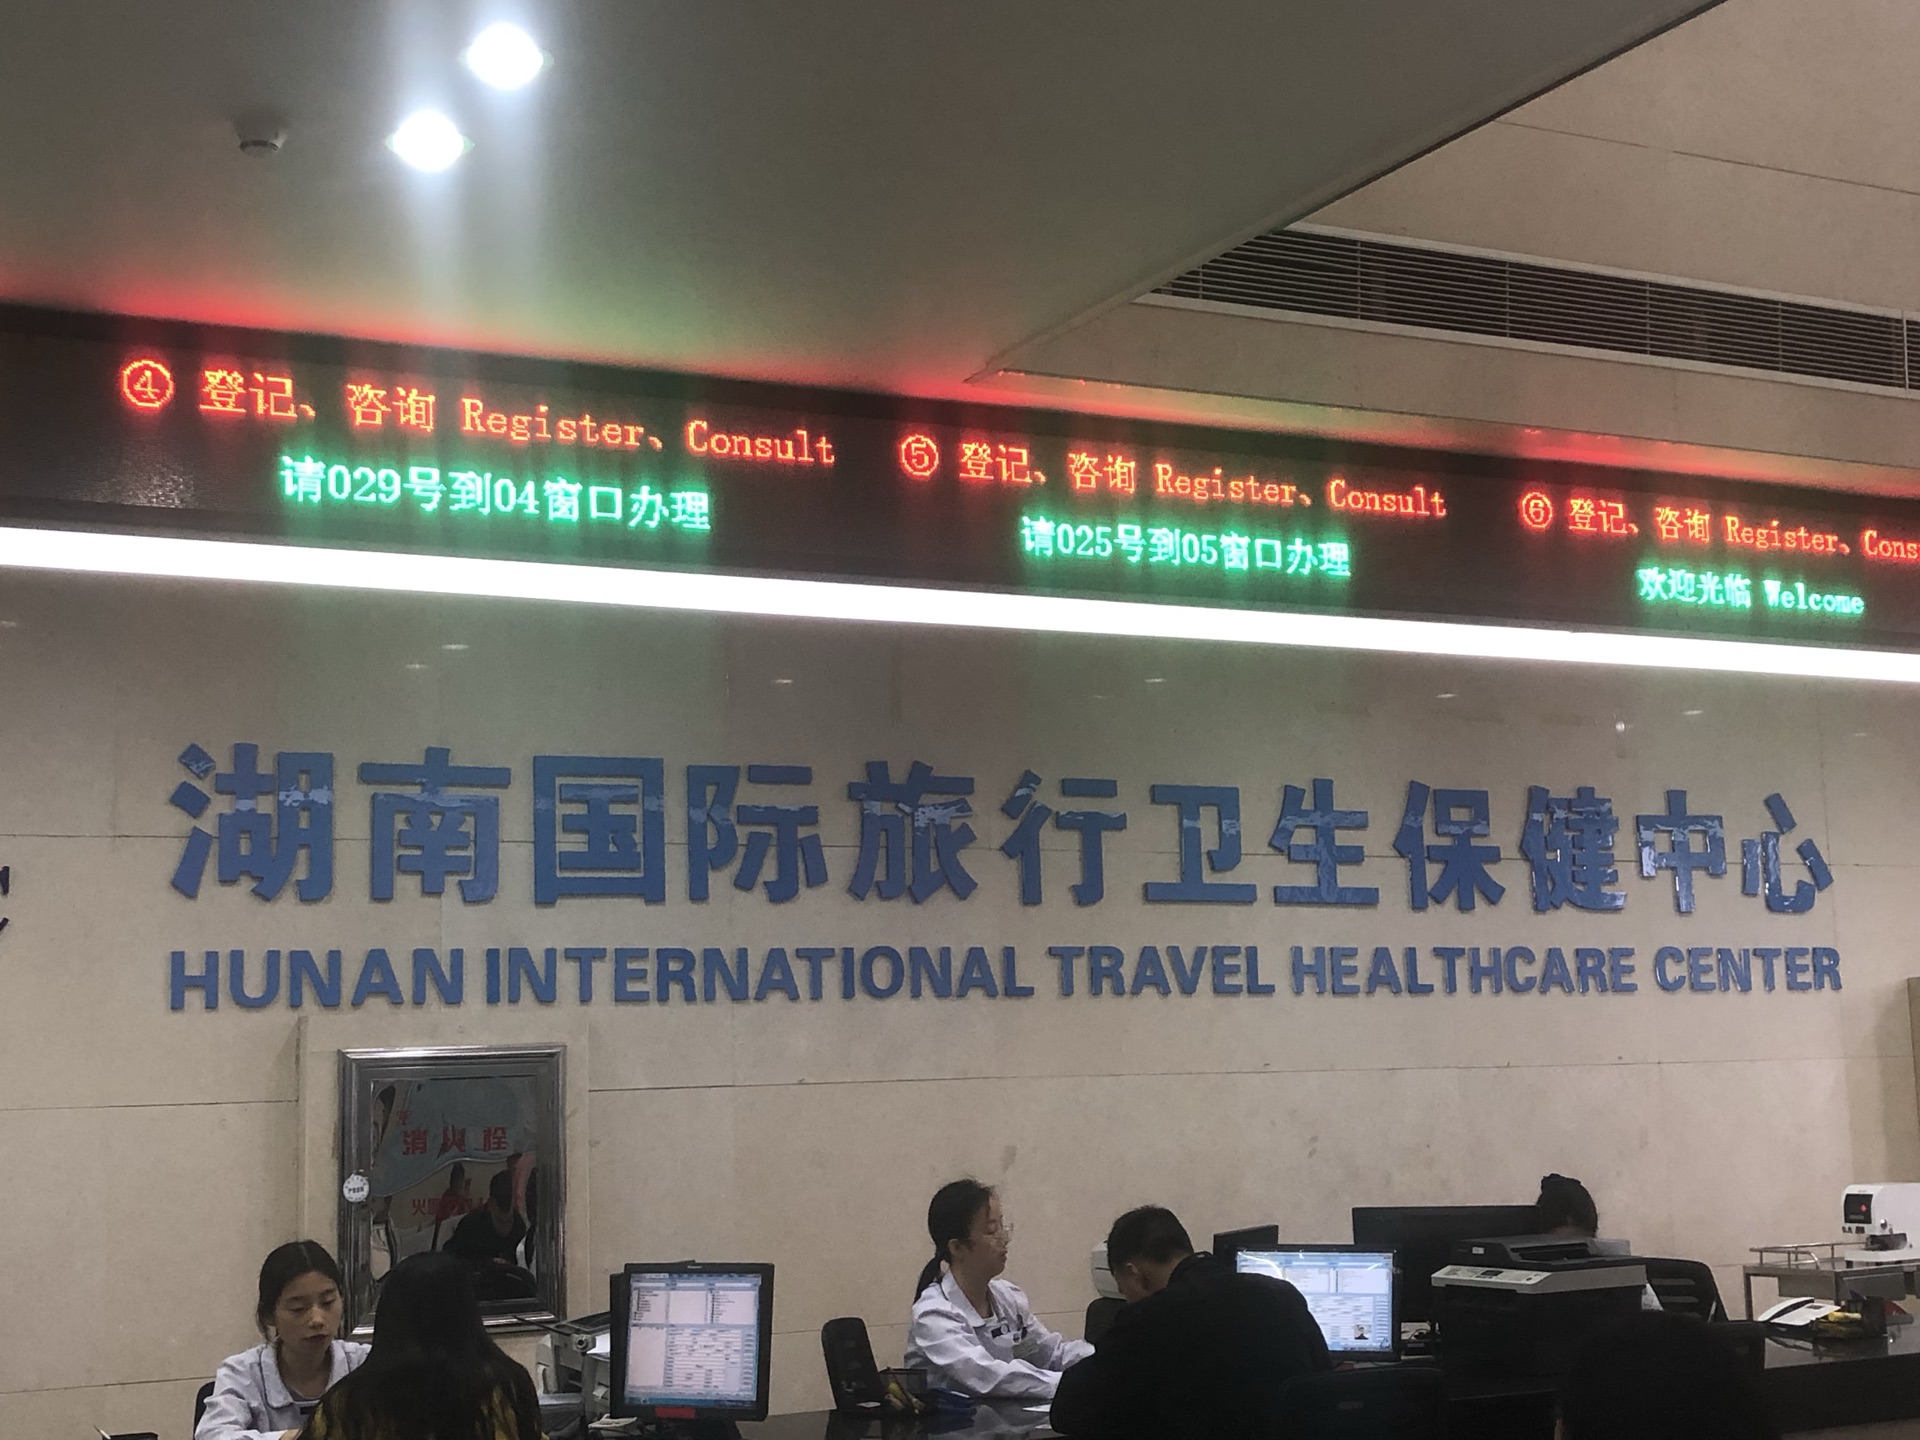 ④ 登记、咨询 Register、Consult
请029号到04窗口办理
⑤ 登记、咨询 Register、Consult
请025号到05窗口办理
⑥ 登记、咨询 Register、Cons
欢迎光临 Welcome
湖南国际旅行卫生保健中心
HUNAN INTERNATIONAL TRAVEL HEALTHCARE CENTER
消火栓